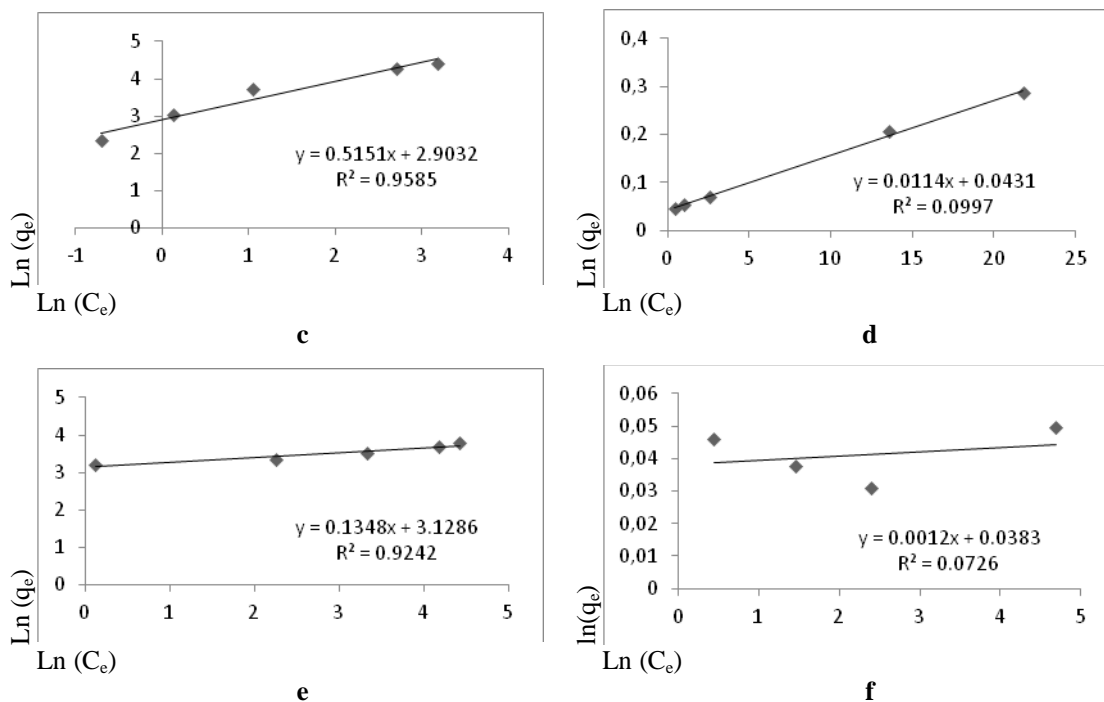 5
4
3
2
1
0
-1 0 1 2 3 4
y = 0.5151x + 2.9032
R² = 0.9585
Ln (qₑ)
Ln (Cₑ)
c
0,4
0,3
0,2
0,1
0
0 5 10 15 20 25
y = 0.0114x + 0.0431
R² = 0.0997
Ln (qₑ)
Ln (Cₑ)
d
5
4
3
2
1
0
0 1 2 3 4 5
y = 0.1348x + 3.1286
R² = 0.9242
Ln (qₑ)
Ln (Cₑ)
e
0,06
0,05
0,04
0,03
0,02
0,01
0
0 1 2 3 4 5
y = 0.0012x + 0.0383
R² = 0.0726
ln(qₑ)
Ln (Cₑ)
f